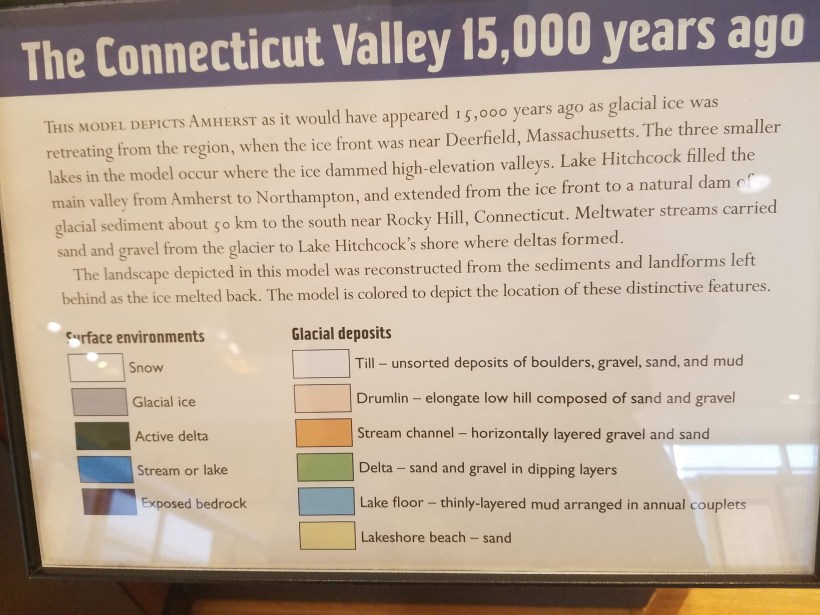 The Connecticut Valley 15,000 years ago
THIS MODEL DEPICTS AMHERST as it would have appeared 15,000 years ago as glacial ice was
retreating from the region, when the ice front was near Deerfield, Massachusetts. The three smaller
lakes in the model occur where the ice dammed high-elevation valleys. Lake Hitchcock filled the
main valley from Amherst to Northampton, and extended from the ice front to a natural dam of
glacial sediment about 50 km to the south near Rocky Hill, Connecticut. Meltwater streams carried
sand and gravel from the glacier to Lake Hitchcock's shore where deltas formed.
The landscape depicted in this model was reconstructed from the sediments and landforms left
behind as the ice melted back. The model is colored to depict the location of these distinctive features.
Surface environments
Snow
Glacial ice
Active delta
Stream or lake
Exposed bedrock
Glacial deposits
Till – unsorted deposits of boulders, gravel, sand, and mud
Drumlin – elongate low hill composed of sand and gravel
Stream channel – horizontally layered gravel and sand
Delta – sand and gravel in dipping layers
Lake floor – thinly-layered mud arranged in annual couplets
Lakeshore beach – sand